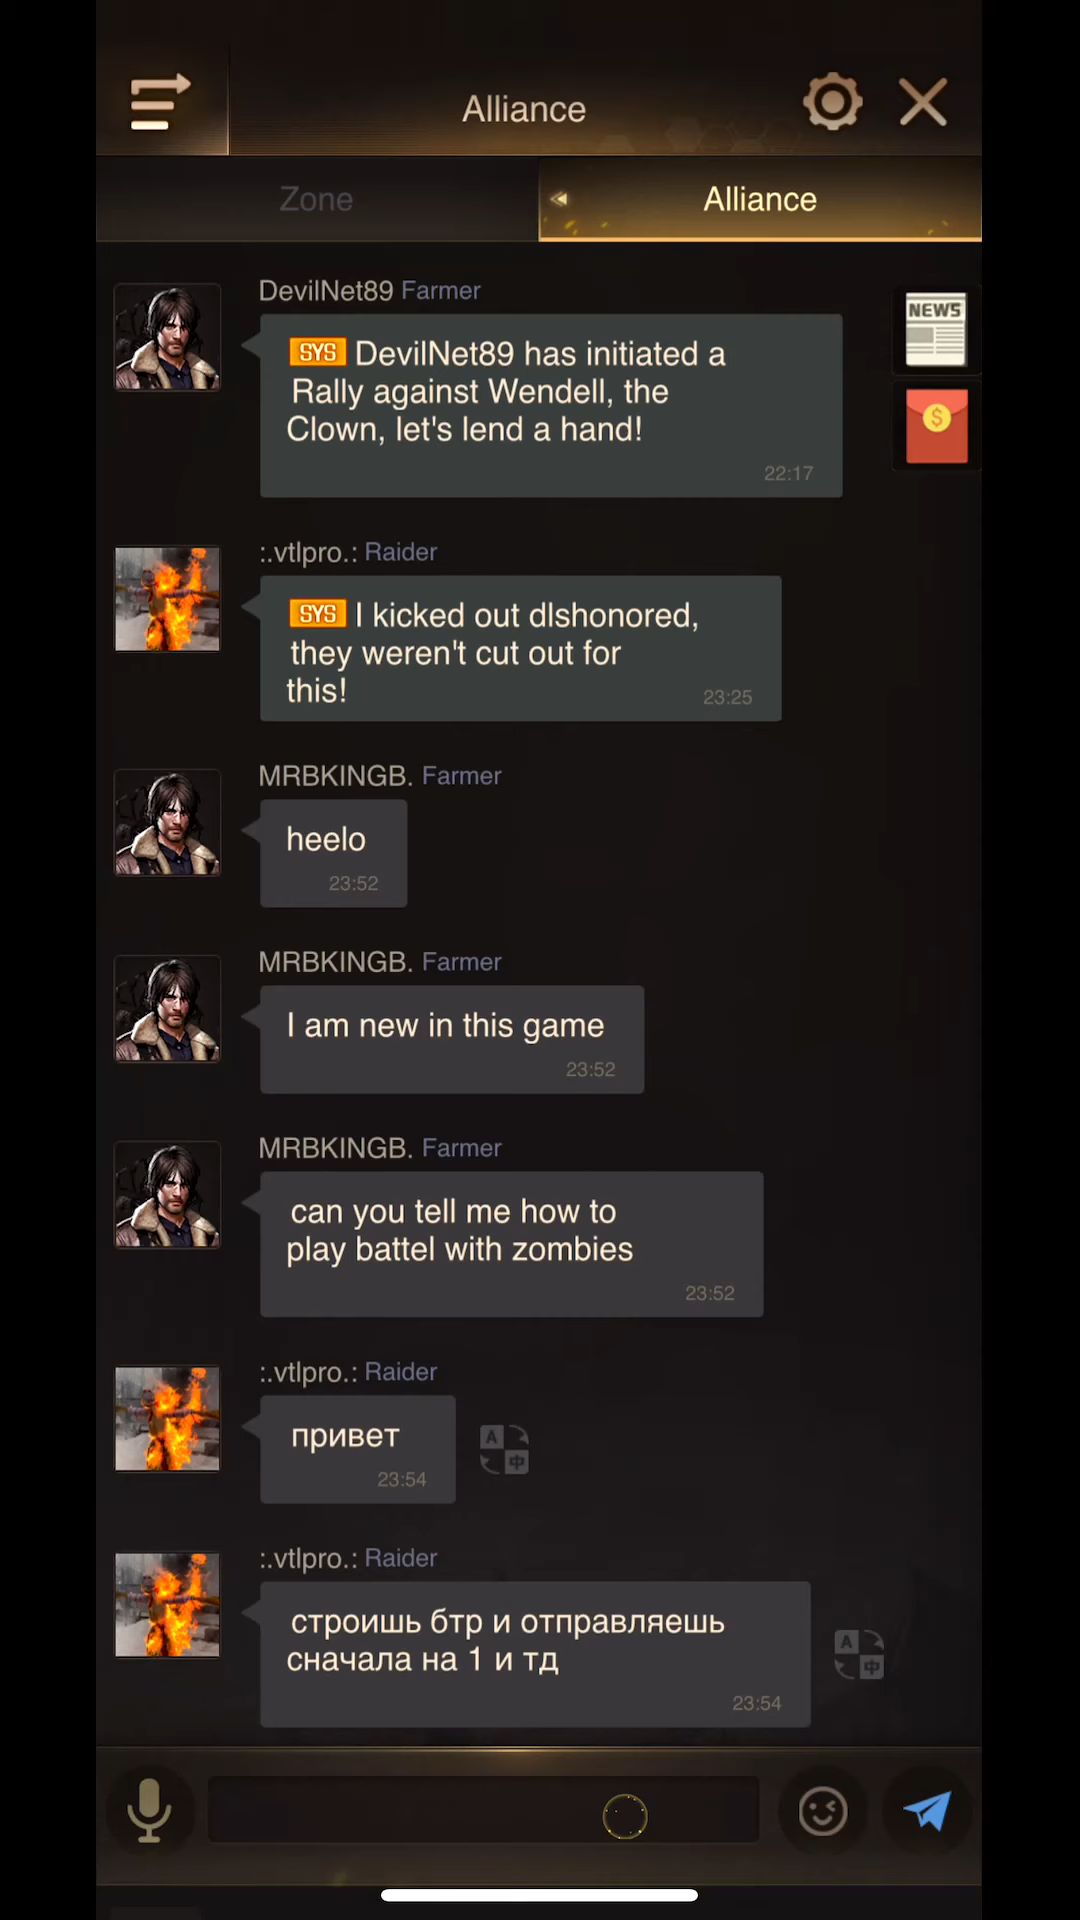 Alliance
Zone
Alliance
DevilNet89 Farmer
NEWS
SYS DevilNet89 has initiated a
Rally against Wendell, the
Clown, let's lend a hand!
22:17
:.vtlpro.: Raider
SYS I kicked out dlshonored,
they weren't cut out for
this!
23:25
MRBKINGB. Farmer
heelo
23:52
MRBKINGB. Farmer
I am new in this game
23:52
MRBKINGB. Farmer
can you tell me how to
play battel with zombies
23:52
:.vtlpro.: Raider
привет
A
中
23:54
:.vtlpro.: Raider
строишь бтр и отправляешь
сначала на 1 и тд
A
中
23:54